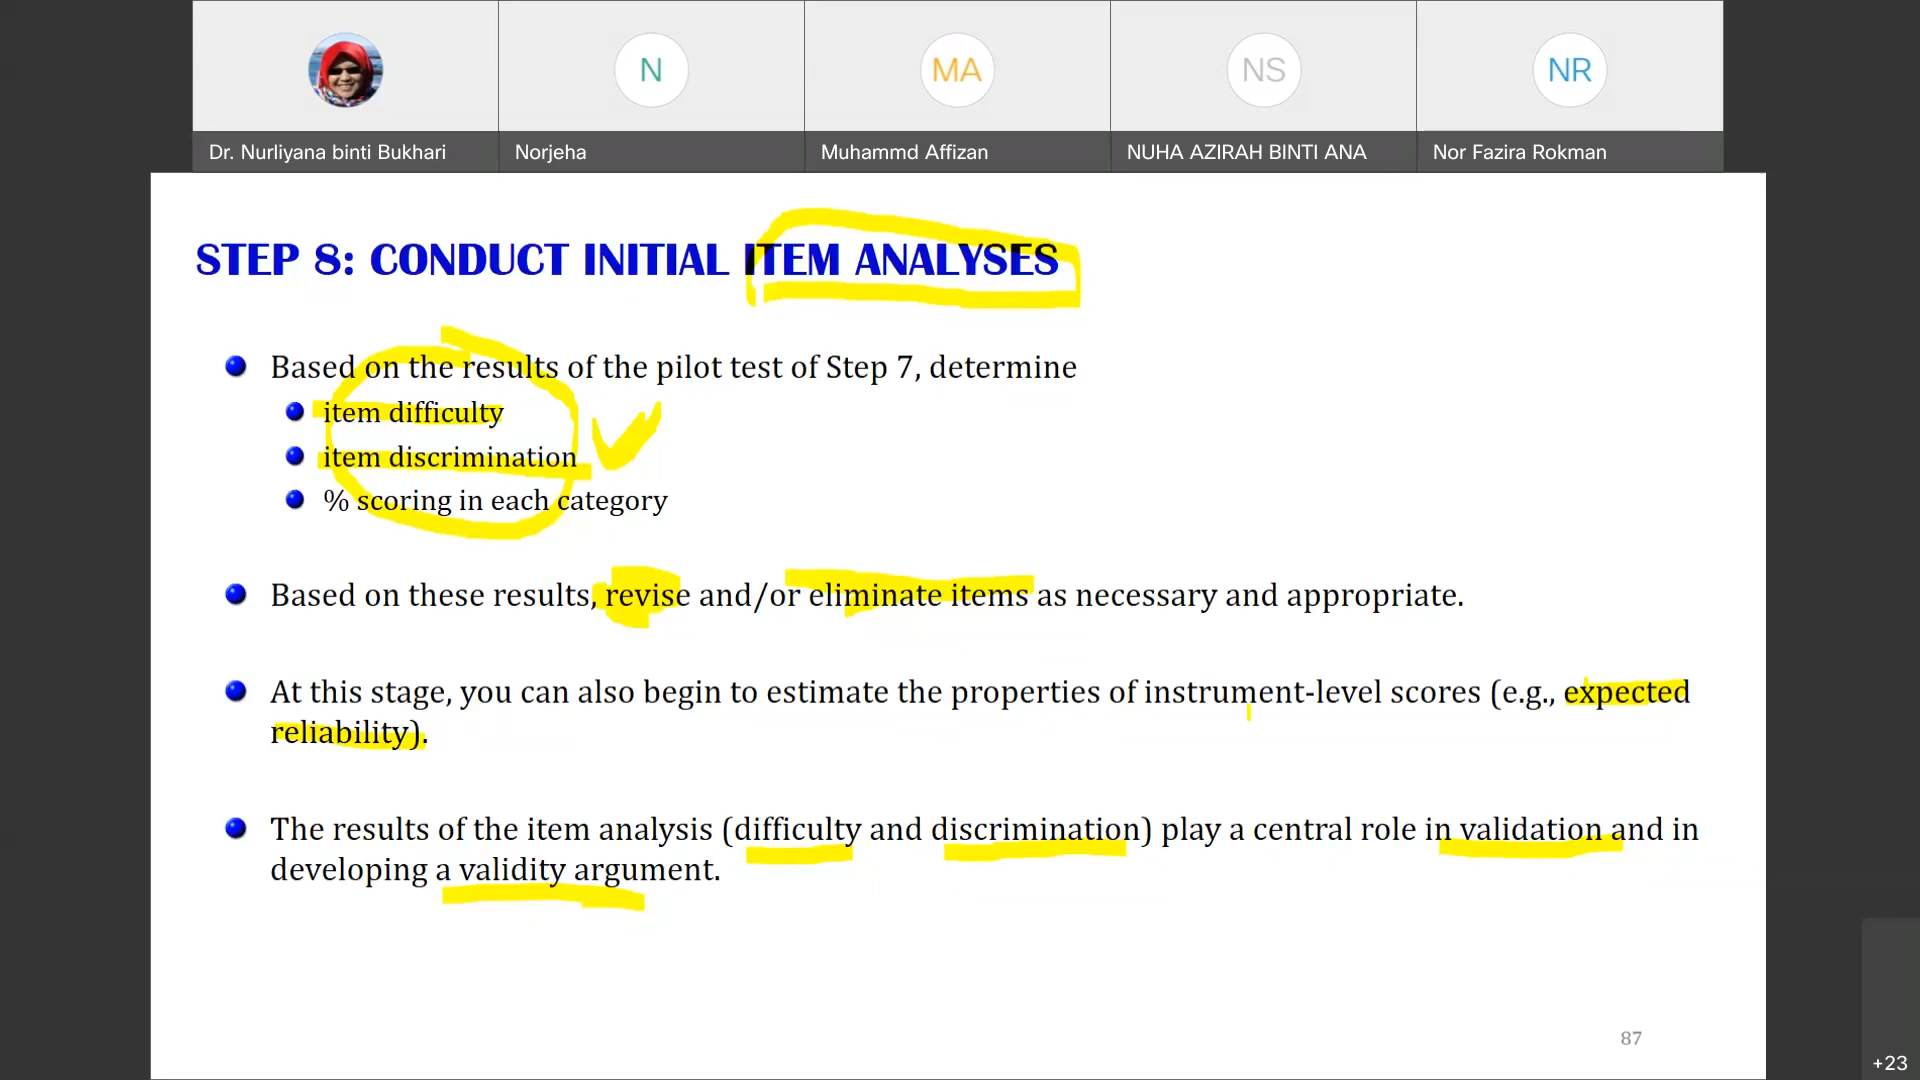 N
MA
NS
NR
Dr. Nurliyana binti Bukhari
Norjeha
Muhammd Affizan
NUHA AZIRAH BINTI ANA
Nor Fazira Rokman
STEP 8: CONDUCT INITIAL ITEM ANALYSES
Based on the results of the pilot test of Step 7, determine
item difficulty
item discrimination
% scoring in each category
Based on these results, revise and/or eliminate items as necessary and appropriate.
At this stage, you can also begin to estimate the properties of instrument-level scores (e.g., expected
reliability).
The results of the item analysis (difficulty and discrimination) play a central role in validation and in
developing a validity argument.
87
+23